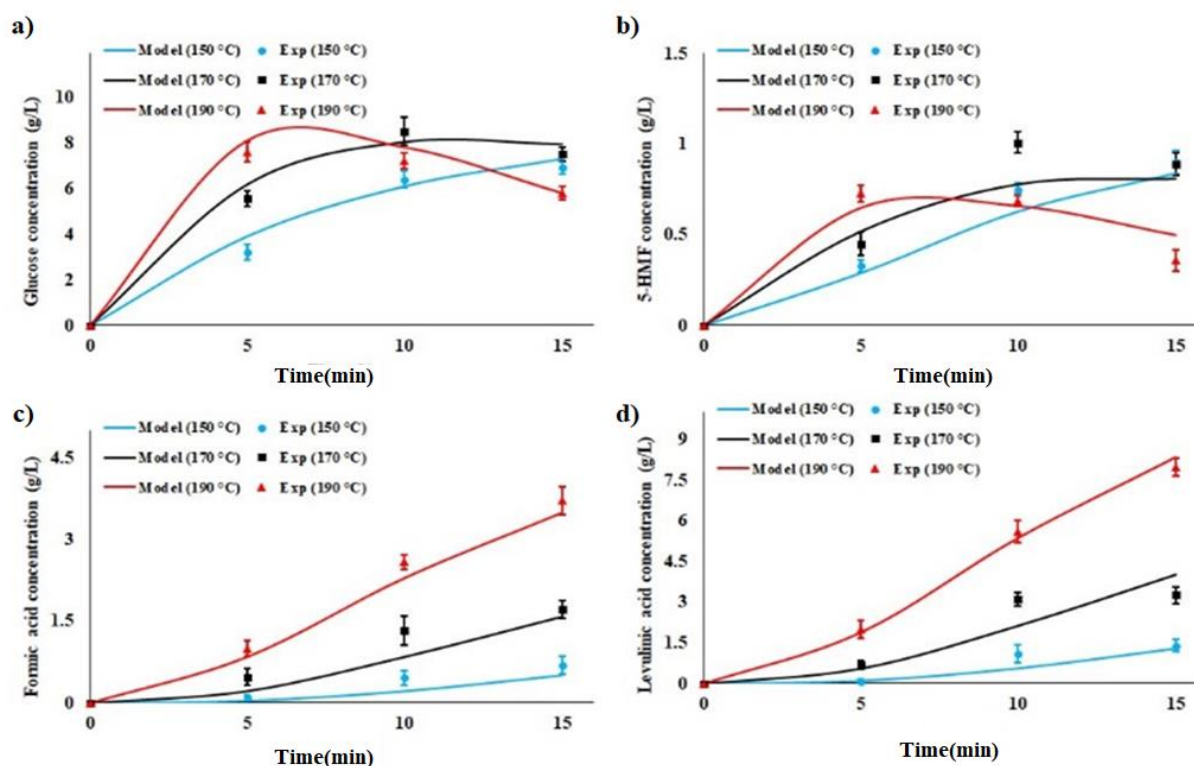 a)
Model (150 °C) Exp (150 °C)
Model (170 °C) Exp (170 °C)
Model (190 °C) Exp (190 °C)
Glucose concentration (g/L)
10
8
6
4
2
0
0 5 10 15
Time(min)
b)
Model (150 °C) Exp (150 °C)
Model (170 °C) Exp (170 °C)
Model (190 °C) Exp (190 °C)
5-HMF concentration (g/L)
1.5
1
0.5
0
0 5 10 15
Time(min)
c)
Model (150 °C) Exp (150 °C)
Model (170 °C) Exp (170 °C)
Model (190 °C) Exp (190 °C)
Formic acid concentration (g/L)
4.5
3
1.5
0
0 5 10 15
Time(min)
d)
Model (150 °C) Exp (150 °C)
Model (170 °C) Exp (170 °C)
Model (190 °C) Exp (190 °C)
Levulinic acid concentration (g/L)
9
7.5
6
4.5
3
1.5
0
0 5 10 15
Time(min)